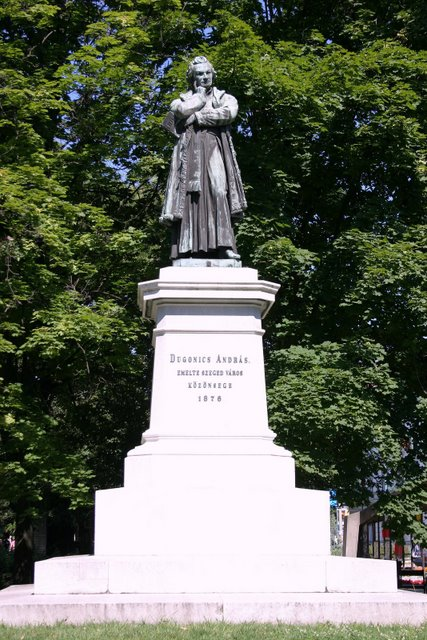 DUGONICS ANDRÁS.
EMELTE SZEGED VÁROS
KÖZÖNSÉGE
1876